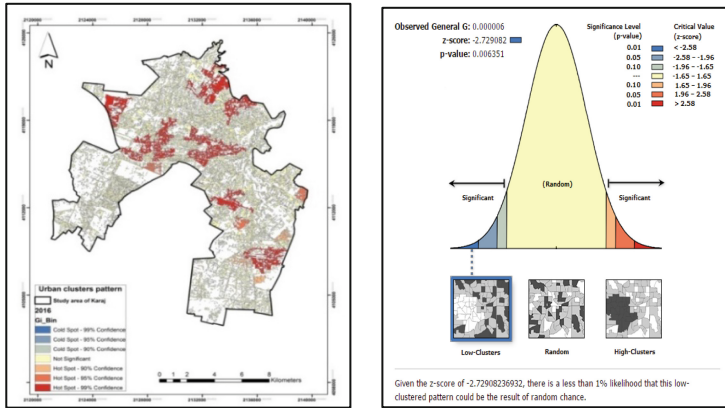 N
Urban clusters pattern
Study area of Karaj
2016
Gi_Bin
Cold Spot - 99% Confidence
Cold Spot - 95% Confidence
Cold Spot - 90% Confidence
Not Significant
Hot Spot - 90% Confidence
Hot Spot - 95% Confidence
Hot Spot - 99% Confidence
0 1 2 4 6 8
Kilometers
Observed General G: 0.000006
z-score: -2.729082
p-value: 0.006351
Significance Level
(p-value)
Critical Value
(z-score)
0.01 < -2.58
0.05 -2.58 - -1.96
0.10 -1.96 - -1.65
--- -1.65 - 1.65
0.10 1.65 - 1.96
0.05 1.96 - 2.58
0.01 > 2.58
(Random)
Significant
Significant
Low-Clusters
Random
High-Clusters
Given the z-score of -2.72908236932, there is a less than 1% likelihood that this low-
clustered pattern could be the result of random chance.